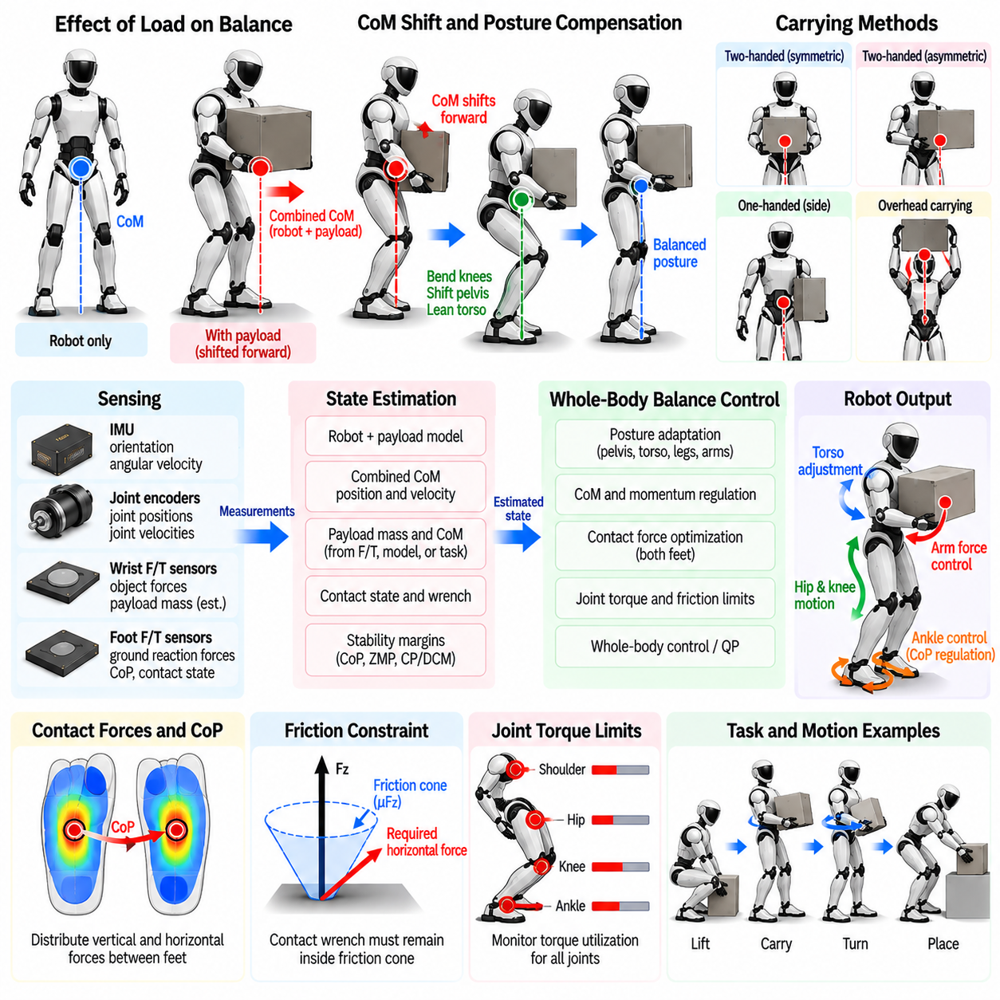 Effect of Load on Balance
CoM
Combined CoM
(robot + payload)
Robot only
With payload
(shifted forward)
CoM Shift and Posture Compensation
CoM shifts
forward
Bend knees
Shift pelvis
Lean torso
Balanced
posture
Carrying Methods
Two-handed (symmetric)
Two-handed (asymmetric)
One-handed (side)
Overhead carrying
Sensing
IMU
orientation
angular velocity
Joint encoders
joint positions
joint velocities
Wrist F/T sensors
object forces
payload mass (est.)
Foot F/T sensors
ground reaction forces
CoP, contact state
Measurements
State Estimation
Robot + payload model
Combined CoM
position and velocity
Payload mass and CoM
(from F/T, model, or task)
Contact state and wrench
Stability margins
(CoP, ZMP, CP/DCM)
Estimated
state
Whole-Body Balance Control
Posture adaptation
(pelvis, torso, legs, arms)
CoM and momentum regulation
Contact force optimization
(both feet)
Joint torque and friction limits
Whole-body control / QP
Robot Output
Torso
adjustment
Arm force
control
Hip & knee
motion
Ankle control
(CoP regulation)
Contact Forces and CoP
CoP
Distribute vertical and horizontal
forces between feet
Friction Constraint
Fz
Friction cone
(μFz)
Required
horizontal force
Contact wrench must remain
inside friction cone
Joint Torque Limits
Shoulder
Hip
Knee
Ankle
Monitor torque utilization
for all joints
Task and Motion Examples
Lift
Carry
Turn
Place